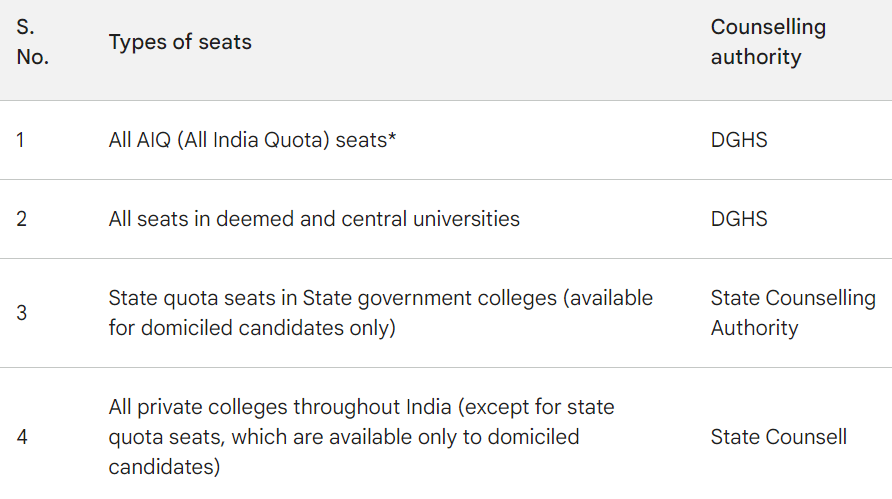 S.
No.
Types of seats
Counselling
authority
1
All AIQ (All India Quota) seats*
DGHS
2
All seats in deemed and central universities
DGHS
3
State quota seats in State government colleges (available
for domiciled candidates only)
State Counselling
Authority
4
All private colleges throughout India (except for state
quota seats, which are available only to domiciled
candidates)
State Counsell